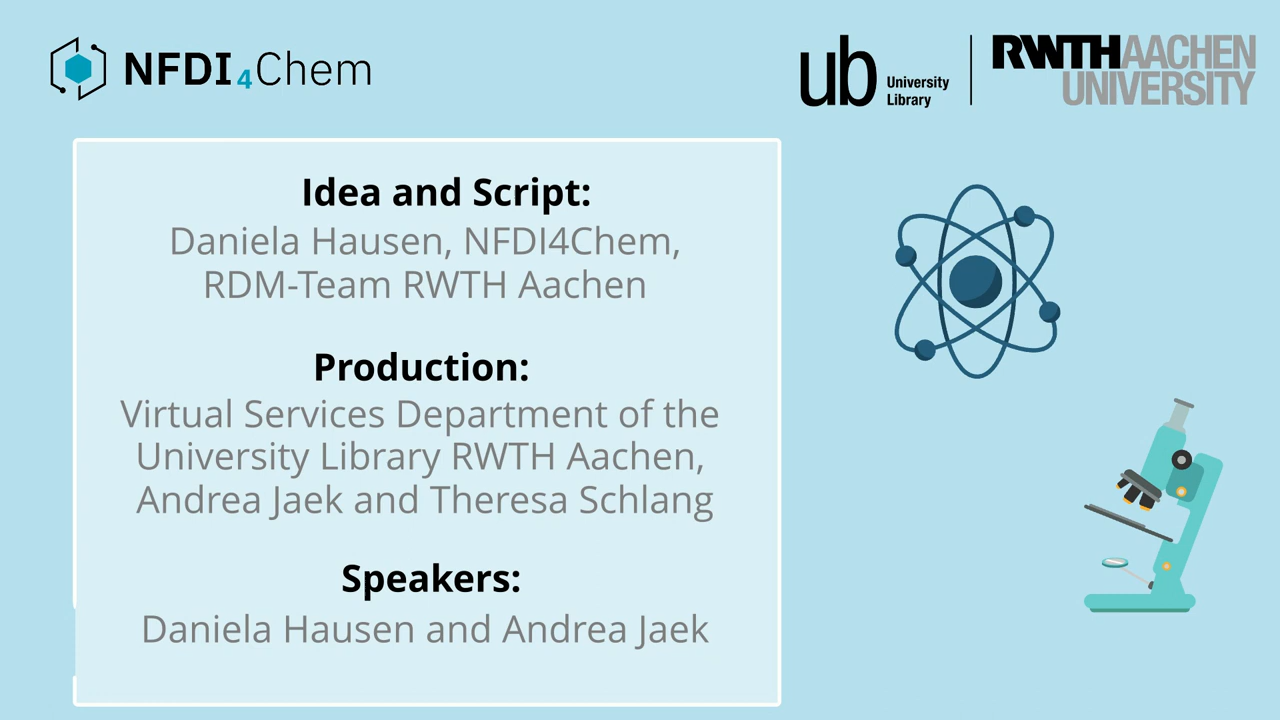 NFDI4Chem
ub University Library
RWTHAACHEN UNIVERSITY
Idea and Script:
Daniela Hausen, NFDI4Chem,
RDM-Team RWTH Aachen
Production:
Virtual Services Department of the
University Library RWTH Aachen,
Andrea Jaek and Theresa Schlang
Speakers:
Daniela Hausen and Andrea Jaek